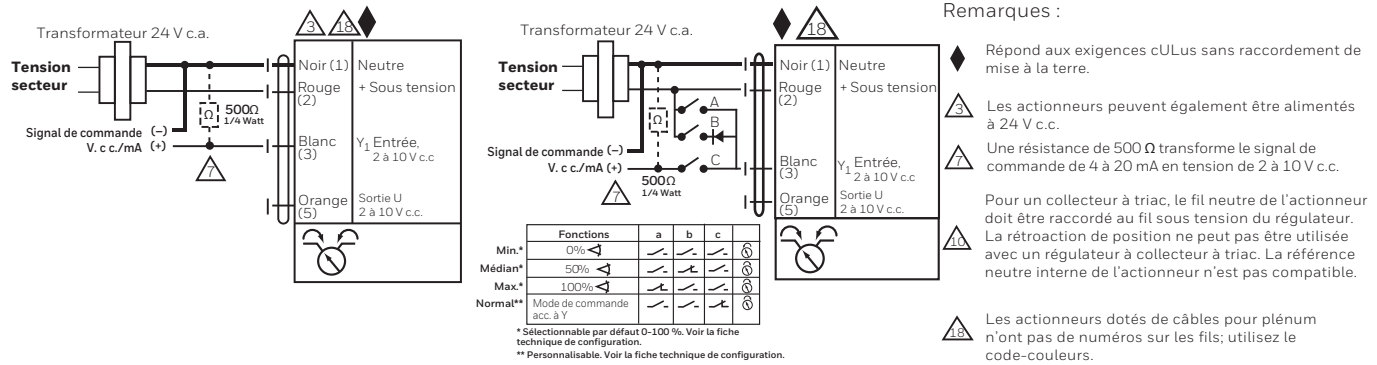 3 18
Transformateur 24 V c.a.
Tension
secteur
Noir (1) Neutre
Rouge + Sous tension
(2)
Ω 500Ω
1/4 Watt
Signal de commande (–)
V. c c./mA (+)
Blanc Y1 Entrée,
(3) 2 à 10 V c.c
7
Orange Sortie U
(5) 2 à 10 V c.c.
18
Transformateur 24 V c.a.
Tension
secteur
Noir (1) Neutre
Rouge + Sous tension
(2)
A
Ω
B
Signal de commande (–)
V. c c./mA (+)
C
Blanc Y1 Entrée,
(3) 2 à 10 V c.c
500Ω
1/4 Watt
7
Orange Sortie U
(5) 2 à 10 V c.c.
Fonctions a b c
Min.* 0%
Médian* 50%
Max.* 100%
Normal** Mode de commande
acc. à Y
* Sélectionnable par défaut 0-100 %. Voir la fiche
technique de configuration.
** Personnalisable. Voir la fiche technique de configuration.
Remarques :
Répond aux exigences cULus sans raccordement de
mise à la terre.
3 Les actionneurs peuvent également être alimentés
à 24 V c.c.
7 Une résistance de 500 Ω transforme le signal de
commande de 4 à 20 mA en tension de 2 à 10 V c.c.
Pour un collecteur à triac, le fil neutre de l'actionneur
doit être raccordé au fil sous tension du régulateur.
10 La rétroaction de position ne peut pas être utilisée
avec un régulateur à collecteur à triac. La référence
neutre interne de l'actionneur n'est pas compatible.
18 Les actionneurs dotés de câbles pour plénum
n'ont pas de numéros sur les fils; utilisez le
code-couleurs.